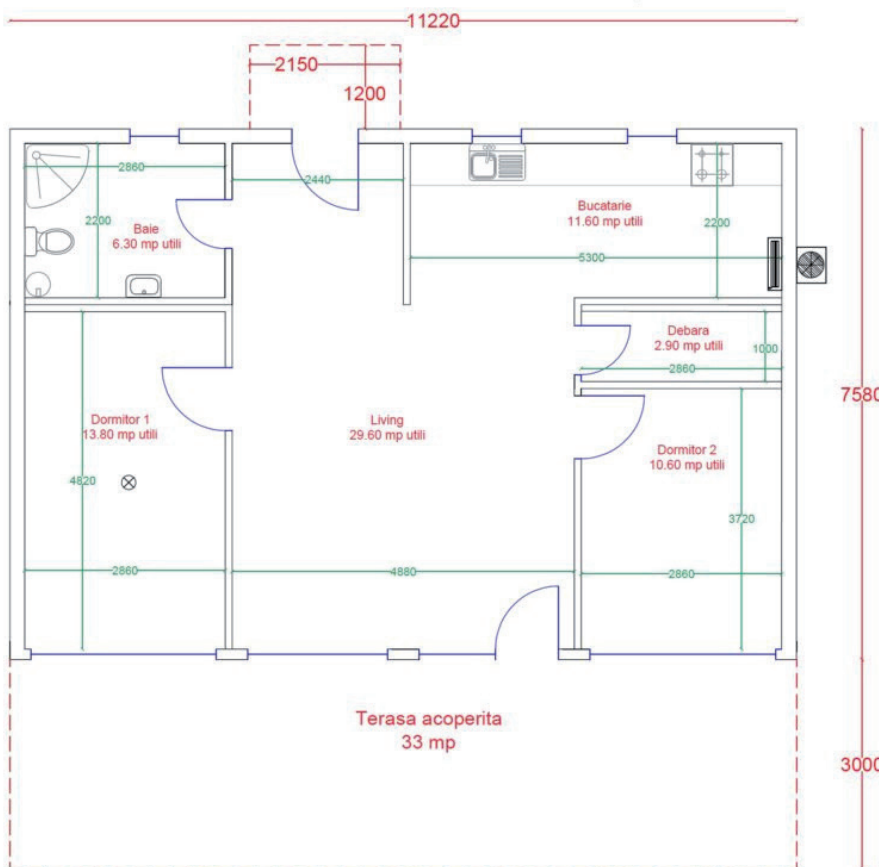 11220
2150
1200
2860
2440
2200
Baie
6.30 mp utili
Bucatarie
11.60 mp utili
2200
5300
Debara
2.90 mp utili
1000
2860
7580
Dormitor 1
13.80 mp utili
Living
29.60 mp utili
Dormitor 2
10.60 mp utili
4820
3720
2860
4880
2860
Terasa acoperita
33 mp
3000